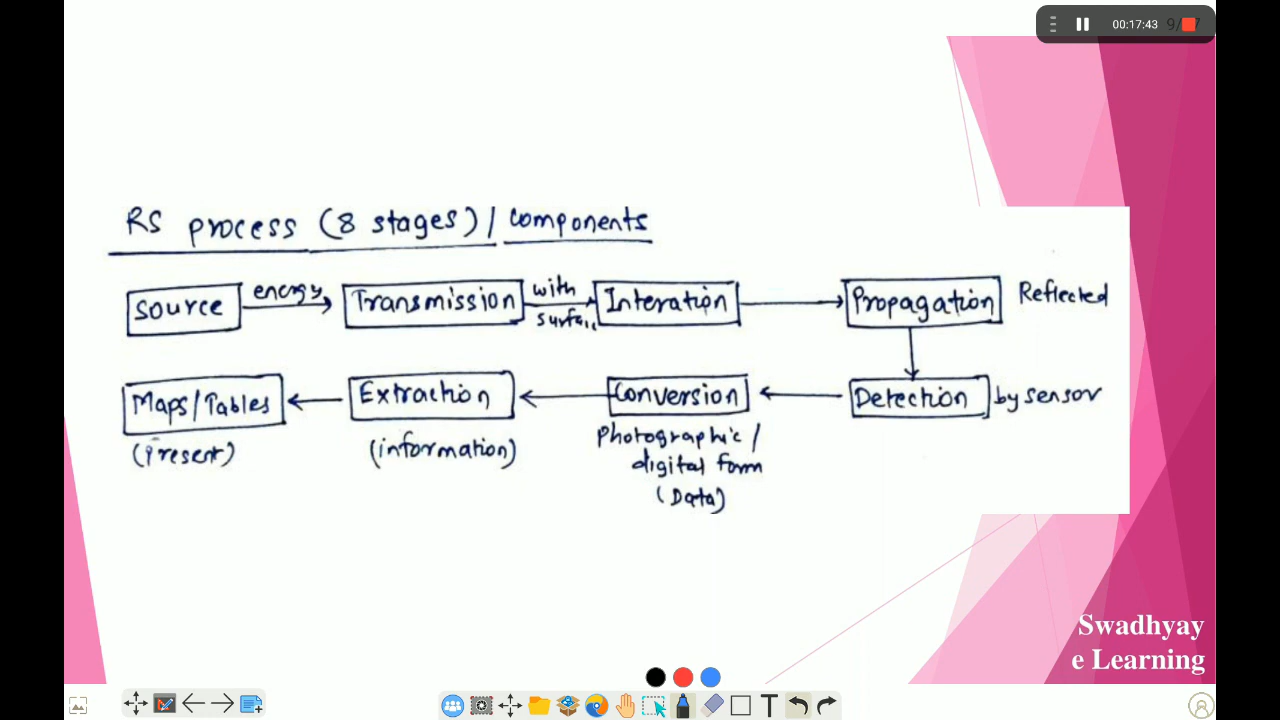 00:17:43
RS process (8 stages) / components
source energy Transmission with surfac Interation Propagation Reflected
Maps/Tables Extraction Conversion Detection by sensor
(present) (information) photographic /
digital form
(Data)
Swadhyay
e Learning
T